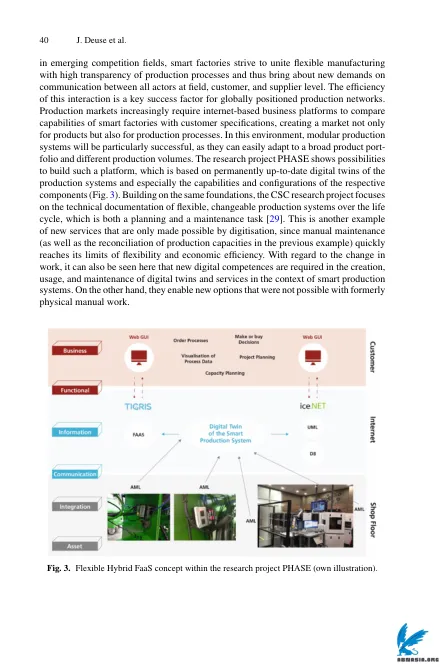 40 J. Deuse et al.
in emerging competition fields, smart factories strive to unite flexible manufacturing
with high transparency of production processes and thus bring about new demands on
communication between all actors at field, customer, and supplier level. The efficiency
of this interaction is a key success factor for globally positioned production networks.
Production markets increasingly require internet-based business platforms to compare
capabilities of smart factories with customer specifications, creating a market not only
for products but also for production processes. In this environment, modular production
systems will be particularly successful, as they can easily adapt to a broad product port-
folio and different production volumes. The research project PHASE shows possibilities
to build such a platform, which is based on permanently up-to-date digital twins of the
production systems and especially the capabilities and configurations of the respective
components (Fig. 3). Building on the same foundations, the CSC research project focuses
on the technical documentation of flexible, changeable production systems over the life
cycle, which is both a planning and a maintenance task [29]. This is another example
of new services that are only made possible by digitisation, since manual maintenance
(as well as the reconciliation of production capacities in the previous example) quickly
reaches its limits of flexibility and economic efficiency. With regard to the change in
work, it can also be seen here that new digital competences are required in the creation,
usage, and maintenance of digital twins and services in the context of smart production
systems. On the other hand, they enable new options that were not possible with formerly
physical manual work.
Business
Web GUI
Order Processes
Make or buy
Decisions
Web GUI
Visualisation of
Process Data
Project Planning
Capacity Planning
Customer
Functional
TIGRIS
ice.NET
Information
FAAS
Digital Twin
of the Smart
Production System
UML
DB
Internet
Communication
AML
AML
Integration
AML
AML
Asset
Shop Floor
Fig. 3. Flexible Hybrid FaaS concept within the research project PHASE (own illustration).